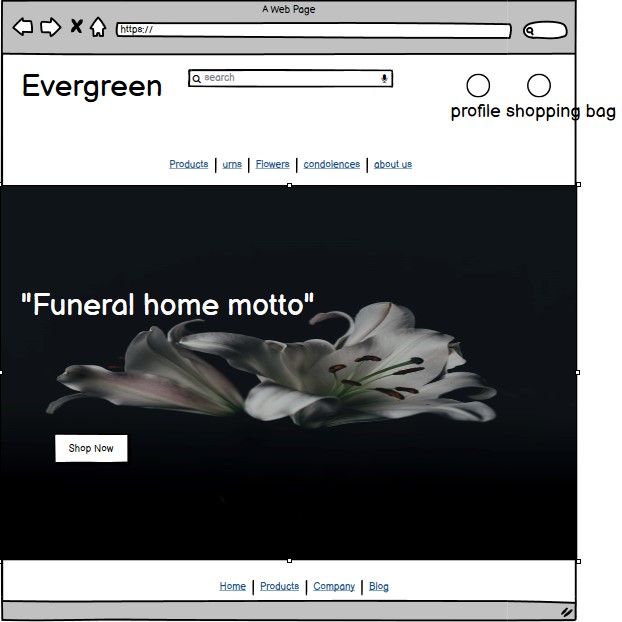 A Web Page
https://
Evergreen
search
profile shopping bag
Products urns Flowers condolences about us
"Funeral home motto"
Shop Now
Home Products Company Blog